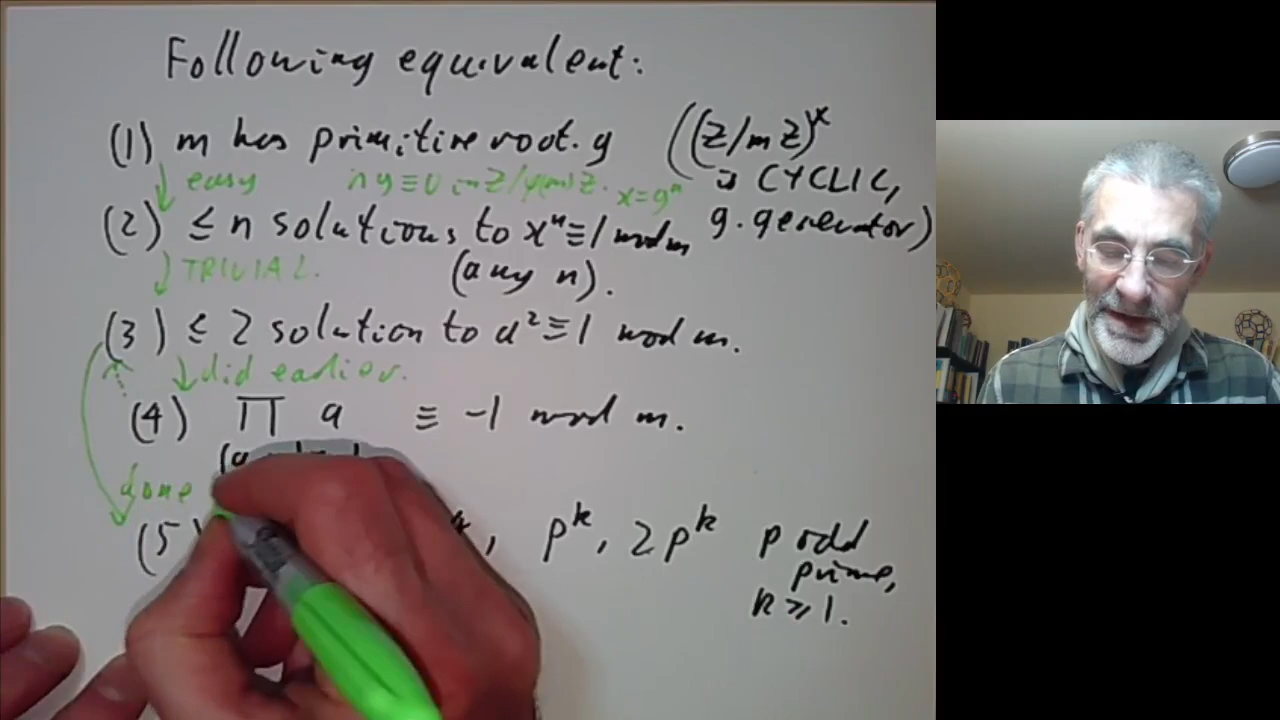 Following equivalent:
(1) m has primitive root. g ((Z/mZ)^x
easy ny≡0 in Z/φ(m)Z. x=g^n is CYCLIC,
(2) ≤ n solutions to x^n≡1 mod m g. generator)
TRIVIAL. (any n).
(3) ≤ 2 solution to a²≡1 mod m.
did earlier.
(4) ∏ a ≡ -1 mod m.
done
(5) , p^k, 2p^k p odd
prime,
k≥1.